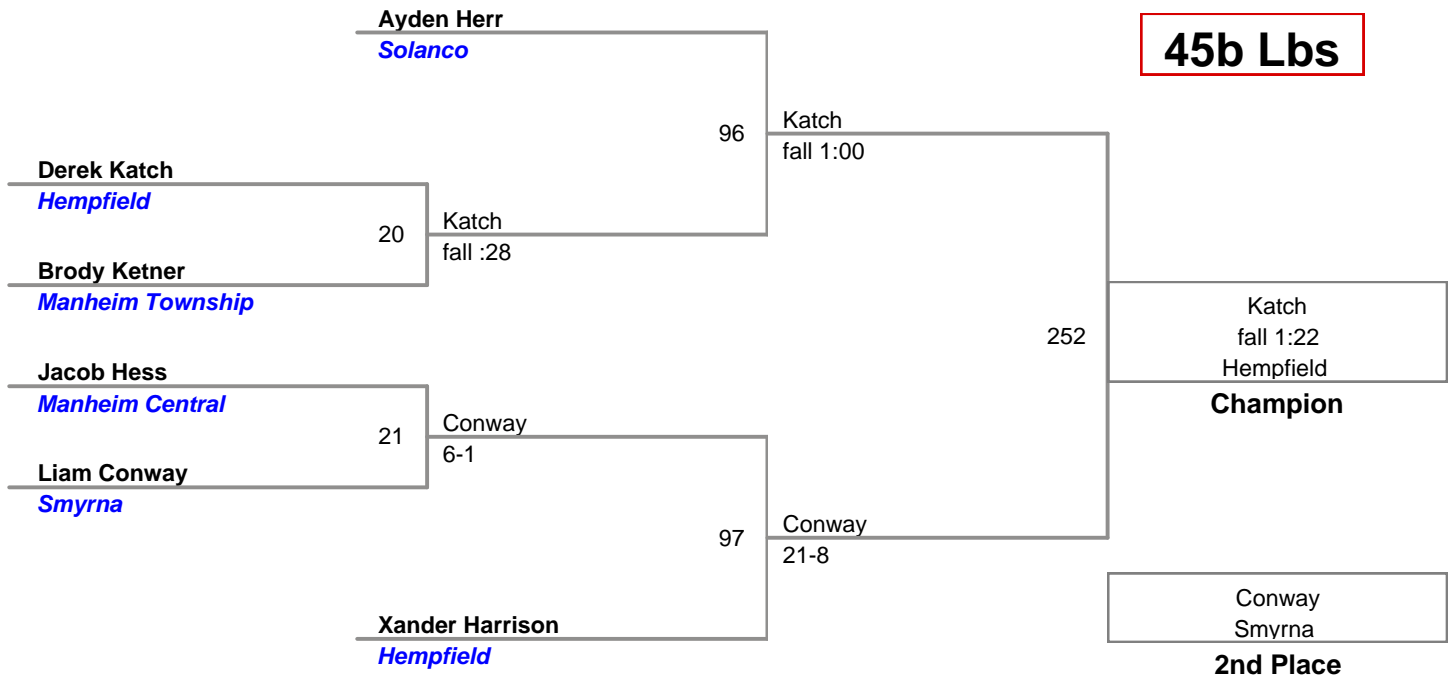 Ayden Herr
Solanco
45b Lbs
96
Katch
fall 1:00
Derek Katch
Hempfield
20
Katch
fall :28
Brody Ketner
Manheim Township
252
Katch
fall 1:22
Hempfield
Champion
Jacob Hess
Manheim Central
21
Conway
6-1
Liam Conway
Smyrna
97
Conway
21-8
Xander Harrison
Hempfield
Conway
Smyrna
2nd Place